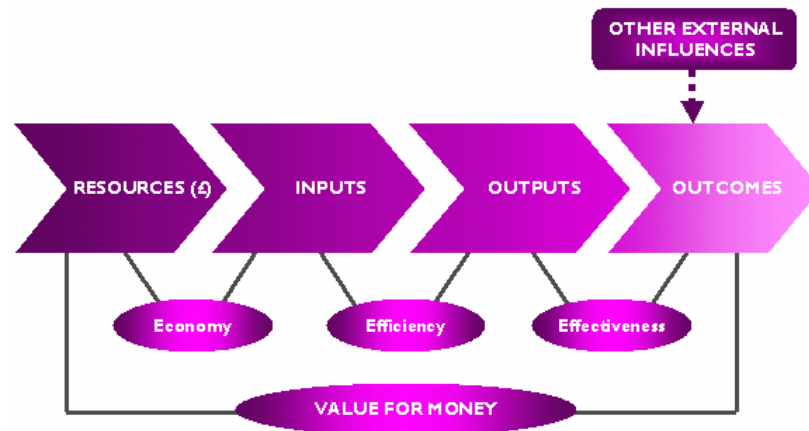 OTHER EXTERNAL
INFLUENCES
RESOURCES (£)
INPUTS
OUTPUTS
OUTCOMES
Economy
Efficiency
Effectiveness
VALUE FOR MONEY